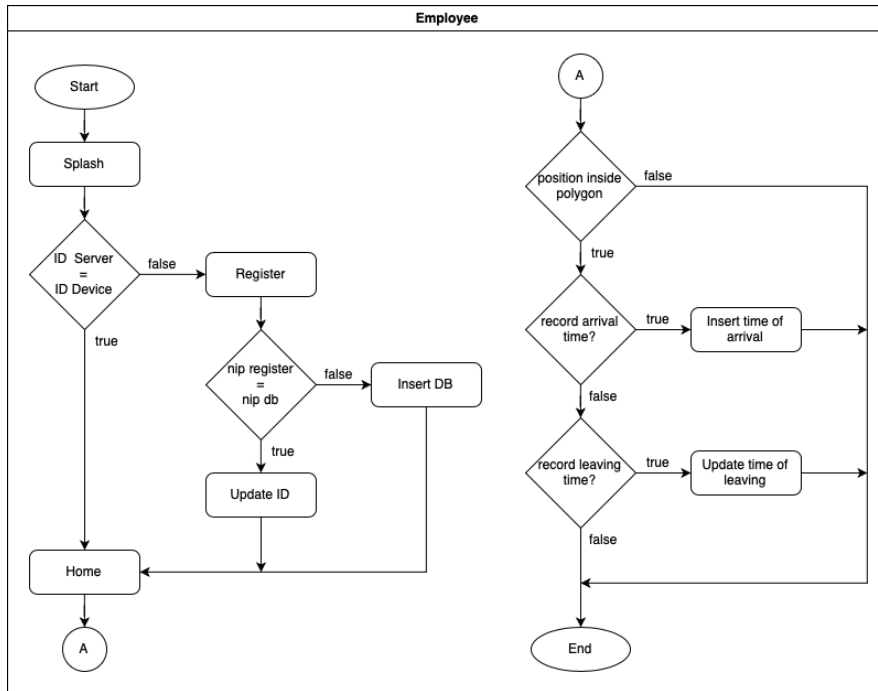 Employee
Start
Splash
ID Server
=
ID Device
false
true
Register
nip register
=
nip db
false
true
Insert DB
Update ID
Home
A
A
position inside
polygon
false
true
record arrival
time?
true
false
Insert time of
arrival
record leaving
time?
true
false
Update time of
leaving
End